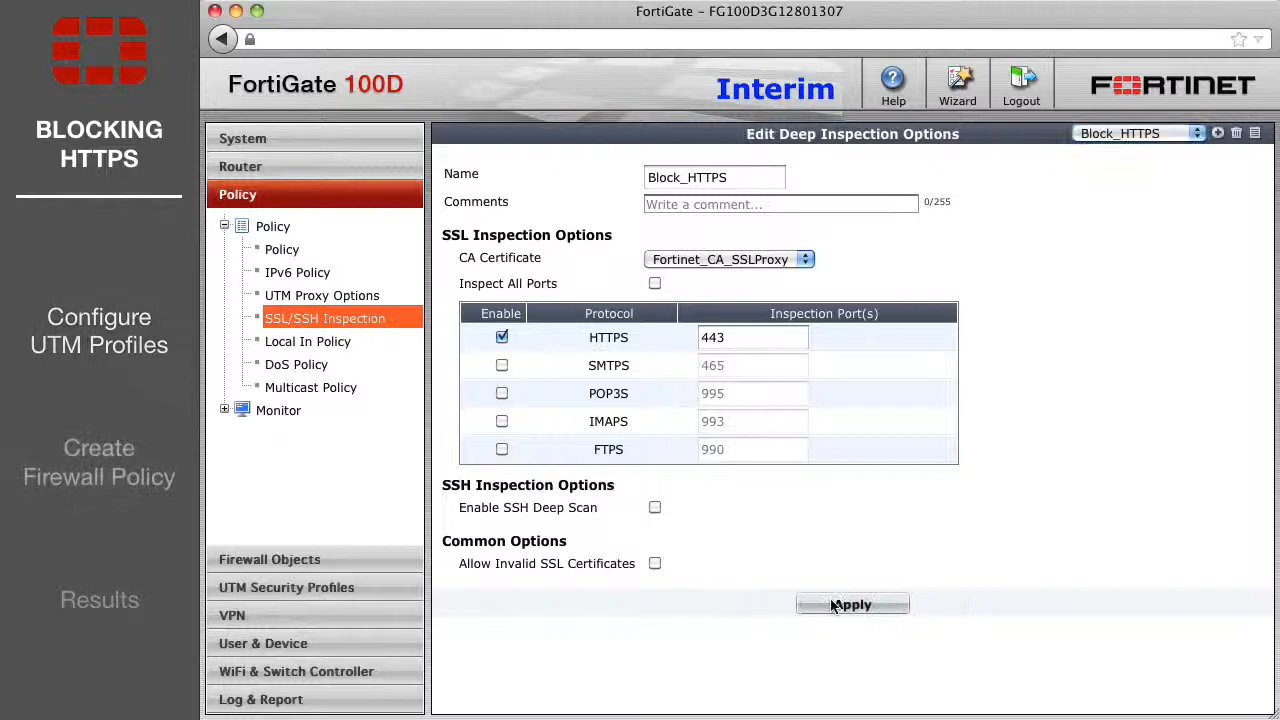 BLOCKING
HTTPS
Configure
UTM Profiles
Create
Firewall Policy
Results
FortiGate - FG100D3G12801307
FortiGate 100D
Interim
Help
Wizard
Logout
FORTINET
System
Router
Policy
Policy
Policy
IPv6 Policy
UTM Proxy Options
SSL/SSH Inspection
Local In Policy
DoS Policy
Multicast Policy
Monitor
Firewall Objects
UTM Security Profiles
VPN
User & Device
WiFi & Switch Controller
Log & Report
Edit Deep Inspection Options
Block_HTTPS
Name Block_HTTPS
Comments Write a comment... 0/255
SSL Inspection Options
CA Certificate Fortinet_CA_SSLProxy
Inspect All Ports
Enable Protocol Inspection Port(s)
HTTPS 443
SMTPS 465
POP3S 995
IMAPS 993
FTPS 990
SSH Inspection Options
Enable SSH Deep Scan
Common Options
Allow Invalid SSL Certificates
Apply